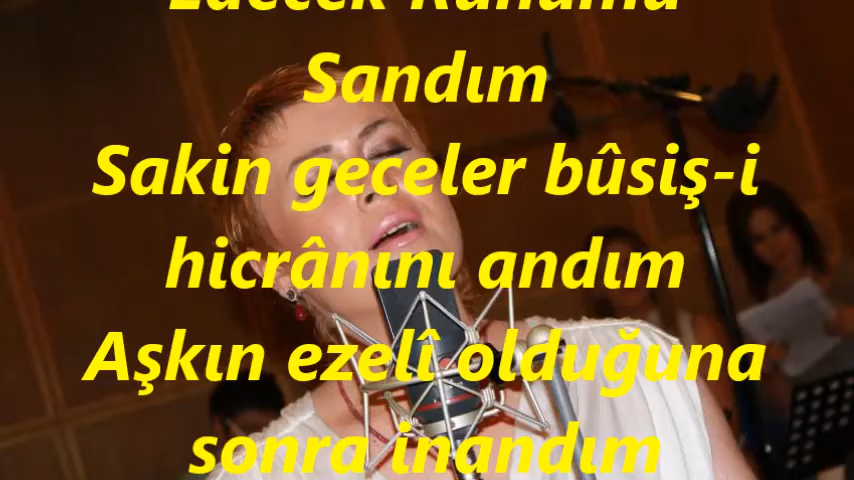 Sandım
Sakin geceler bûsiş-i
hicrânını andım
Aşkın ezelî olduğuna
sonra inandım